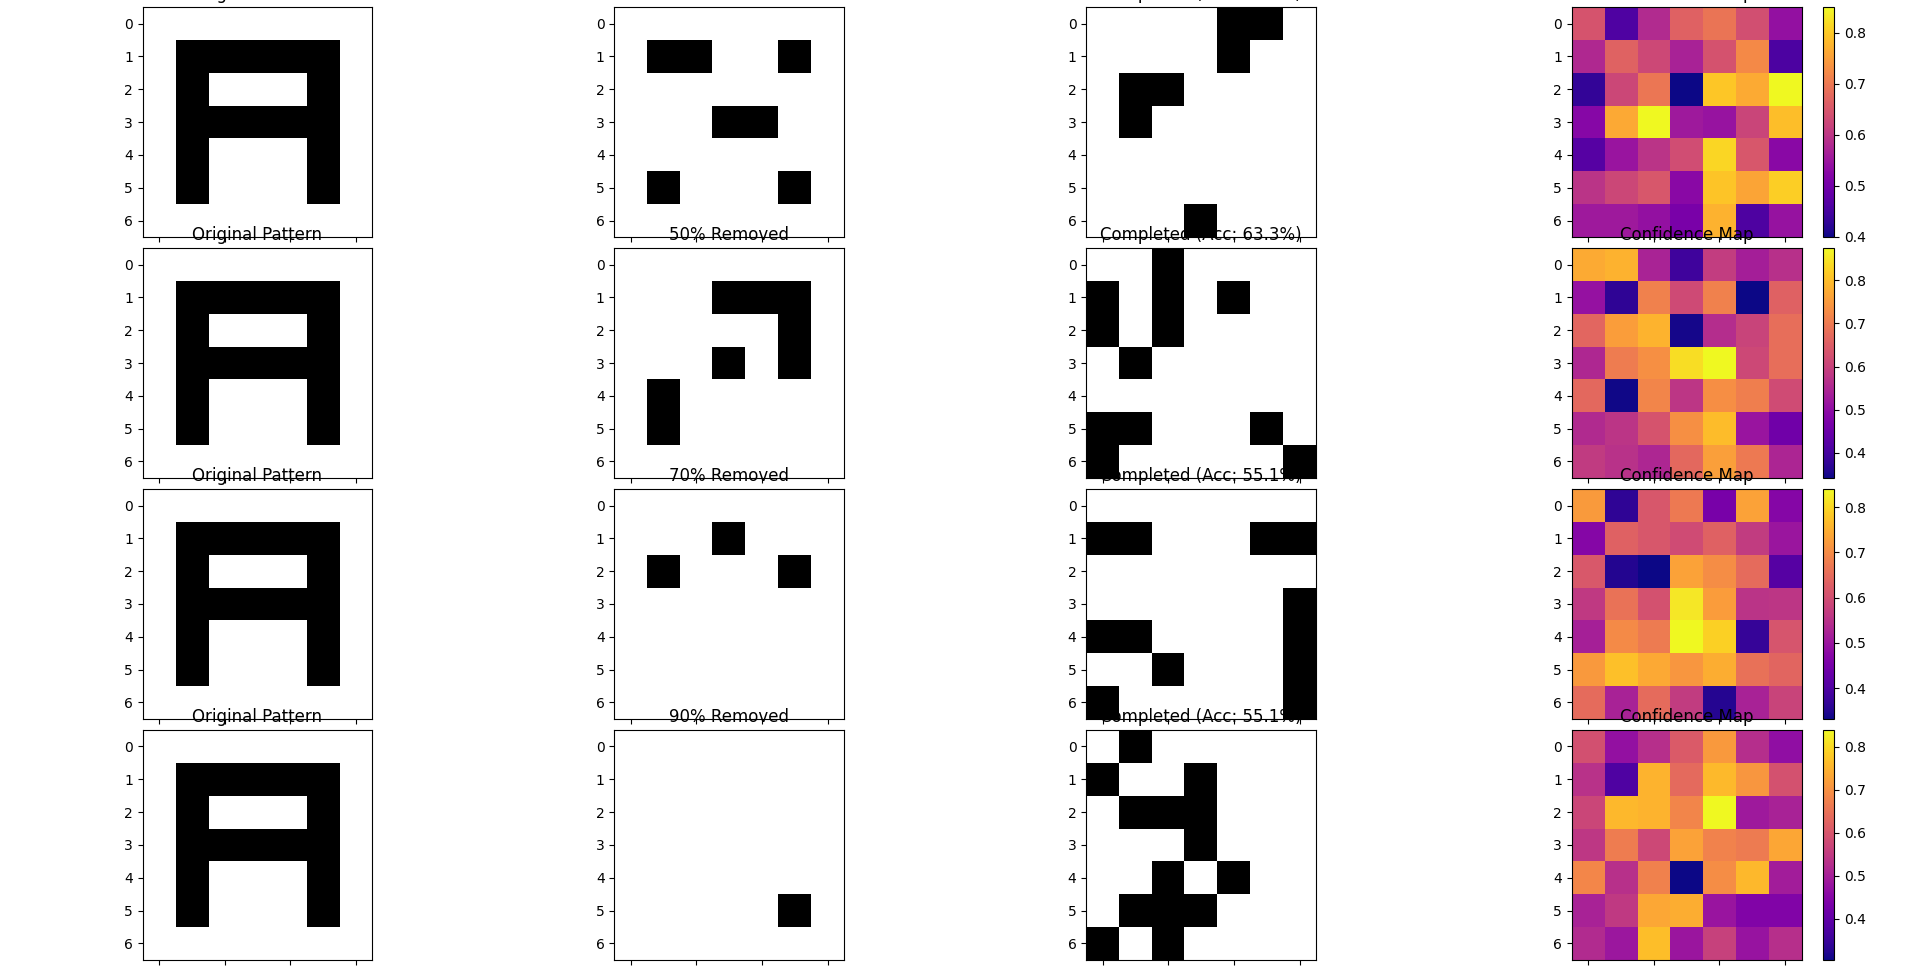 0 0 0 0 0.8
1 1 1 1
2 2 2 2 0.7
3 3 3 3 0.6
4 4 4 4
5 5 5 5 0.5
6 6 6 6 0.4
Original Pattern 50% Removed Completed (Acc: 63.3%) Confidence Map
0 0 0 0 0.8
1 1 1 1
2 2 2 2 0.7
3 3 3 3 0.6
4 4 4 4 0.5
5 5 5 5
6 6 6 6 0.4
Original Pattern 70% Removed Completed (Acc: 55.1%) Confidence Map
0 0 0 0 0.8
1 1 1 1 0.7
2 2 2 2
3 3 3 3 0.6
4 4 4 4 0.5
5 5 5 5
6 6 6 6 0.4
Original Pattern 90% Removed Completed (Acc: 55.1%) Confidence Map
0 0 0 0 0.8
1 1 1 1 0.7
2 2 2 2 0.6
3 3 3 3
4 4 4 4 0.5
5 5 5 5 0.4
6 6 6 6